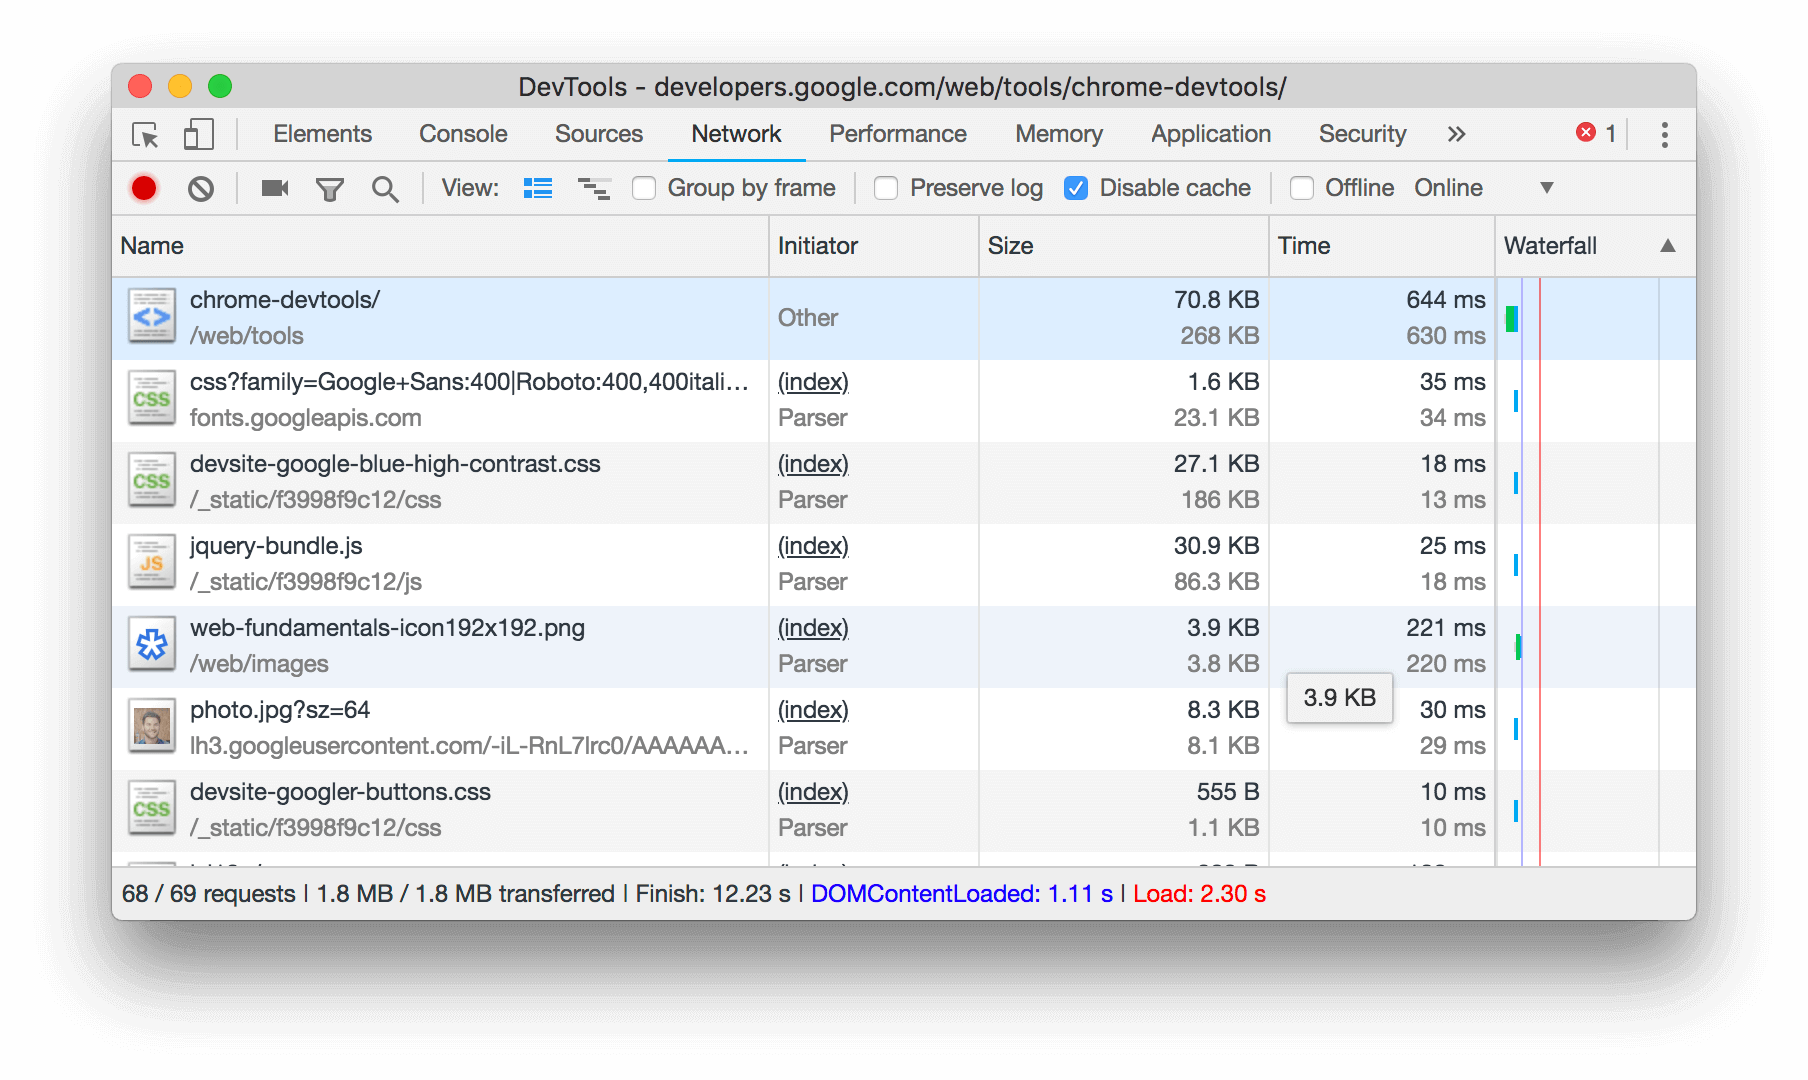 DevTools - developers.google.com/web/tools/chrome-devtools/
Elements Console Sources Network Performance Memory Application Security » 1
View: Group by frame Preserve log Disable cache Offline Online
Name Initiator Size Time Waterfall
chrome-devtools/ Other 70.8 KB 644 ms
/web/tools 268 KB 630 ms
css?family=Google+Sans:400|Roboto:400,400itali… (index) 1.6 KB 35 ms
fonts.googleapis.com Parser 23.1 KB 34 ms
devsite-google-blue-high-contrast.css (index) 27.1 KB 18 ms
/_static/f3998f9c12/css Parser 186 KB 13 ms
jquery-bundle.js (index) 30.9 KB 25 ms
/_static/f3998f9c12/js Parser 86.3 KB 18 ms
web-fundamentals-icon192x192.png (index) 3.9 KB 221 ms
/web/images Parser 3.8 KB 220 ms
3.9 KB
photo.jpg?sz=64 (index) 8.3 KB 30 ms
lh3.googleusercontent.com/-iL-RnL7lrc0/AAAAAA… Parser 8.1 KB 29 ms
devsite-googler-buttons.css (index) 555 B 10 ms
/_static/f3998f9c12/css Parser 1.1 KB 10 ms
68 / 69 requests | 1.8 MB / 1.8 MB transferred | Finish: 12.23 s | DOMContentLoaded: 1.11 s | Load: 2.30 s